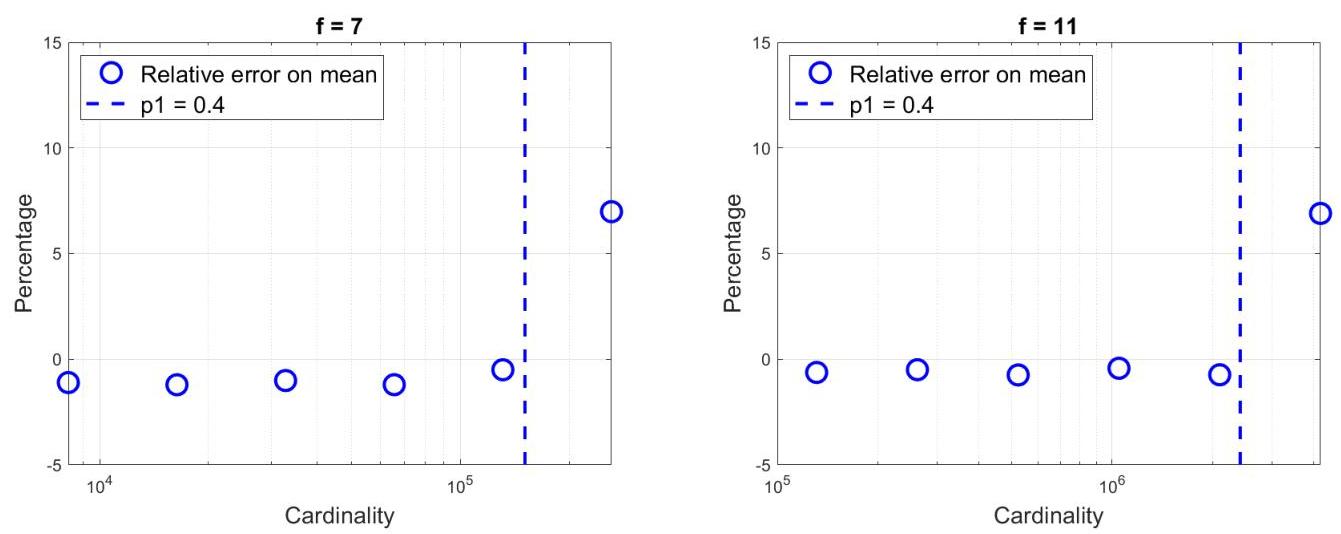 f = 7
15
Relative error on mean
p1 = 0.4
10
5
0
-5
Percentage
10^4
10^5
Cardinality
f = 11
15
Relative error on mean
p1 = 0.4
10
5
0
-5
Percentage
10^5
10^6
Cardinality